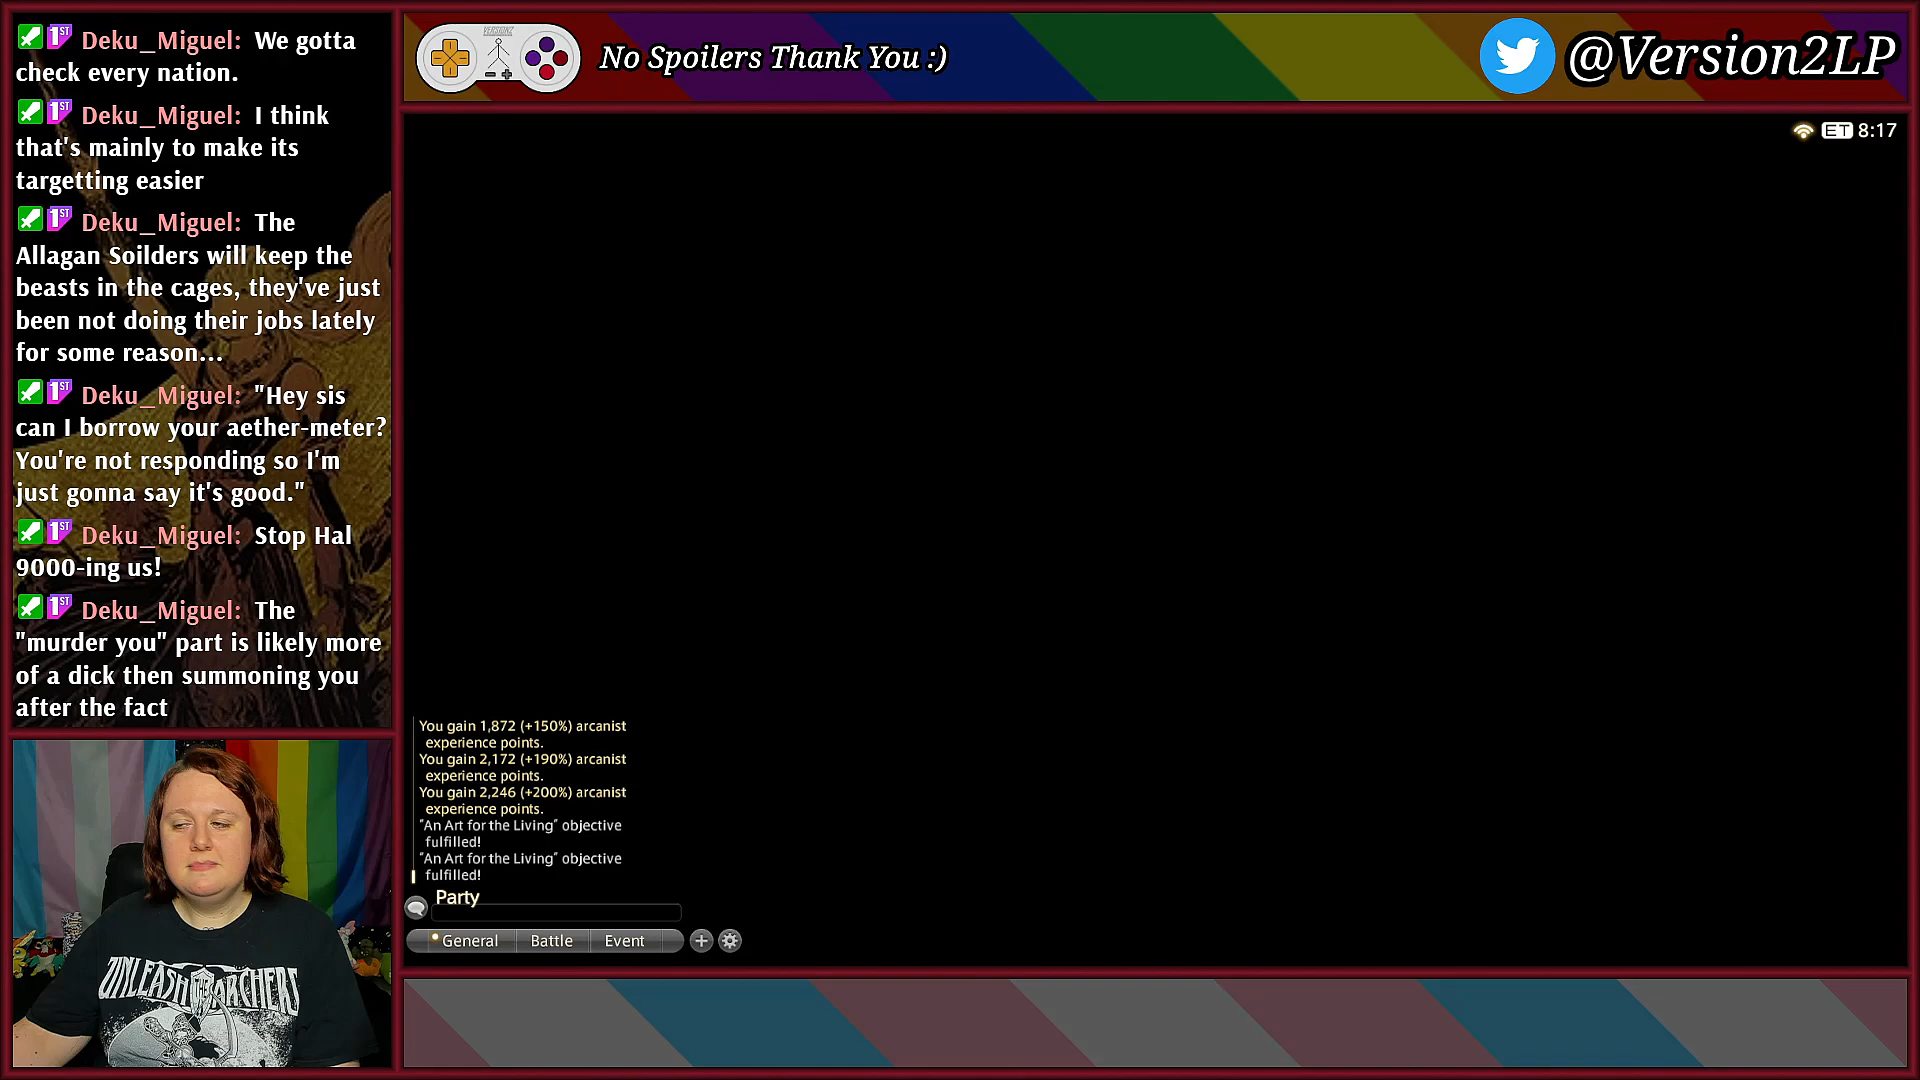 Deku_Miguel: We gotta
check every nation.
Deku_Miguel: I think
that's mainly to make its
targetting easier
Deku_Miguel: The
Allagan Soilders will keep the
beasts in the cages, they've just
been not doing their jobs lately
for some reason...
Deku_Miguel: "Hey sis
can I borrow your aether-meter?
You're not responding so I'm
just gonna say it's good."
Deku_Miguel: Stop Hal
9000-ing us!
Deku_Miguel: The
"murder you" part is likely more
of a dick then summoning you
after the fact
VERSION2
No Spoilers Thank You :)
@Version2LP
ET 8:17
You gain 1,872 (+150%) arcanist
experience points.
You gain 2,172 (+190%) arcanist
experience points.
You gain 2,246 (+200%) arcanist
experience points.
"An Art for the Living" objective
fulfilled!
"An Art for the Living" objective
fulfilled!
Party
General Battle Event
UNLEASH THE ARCHERS